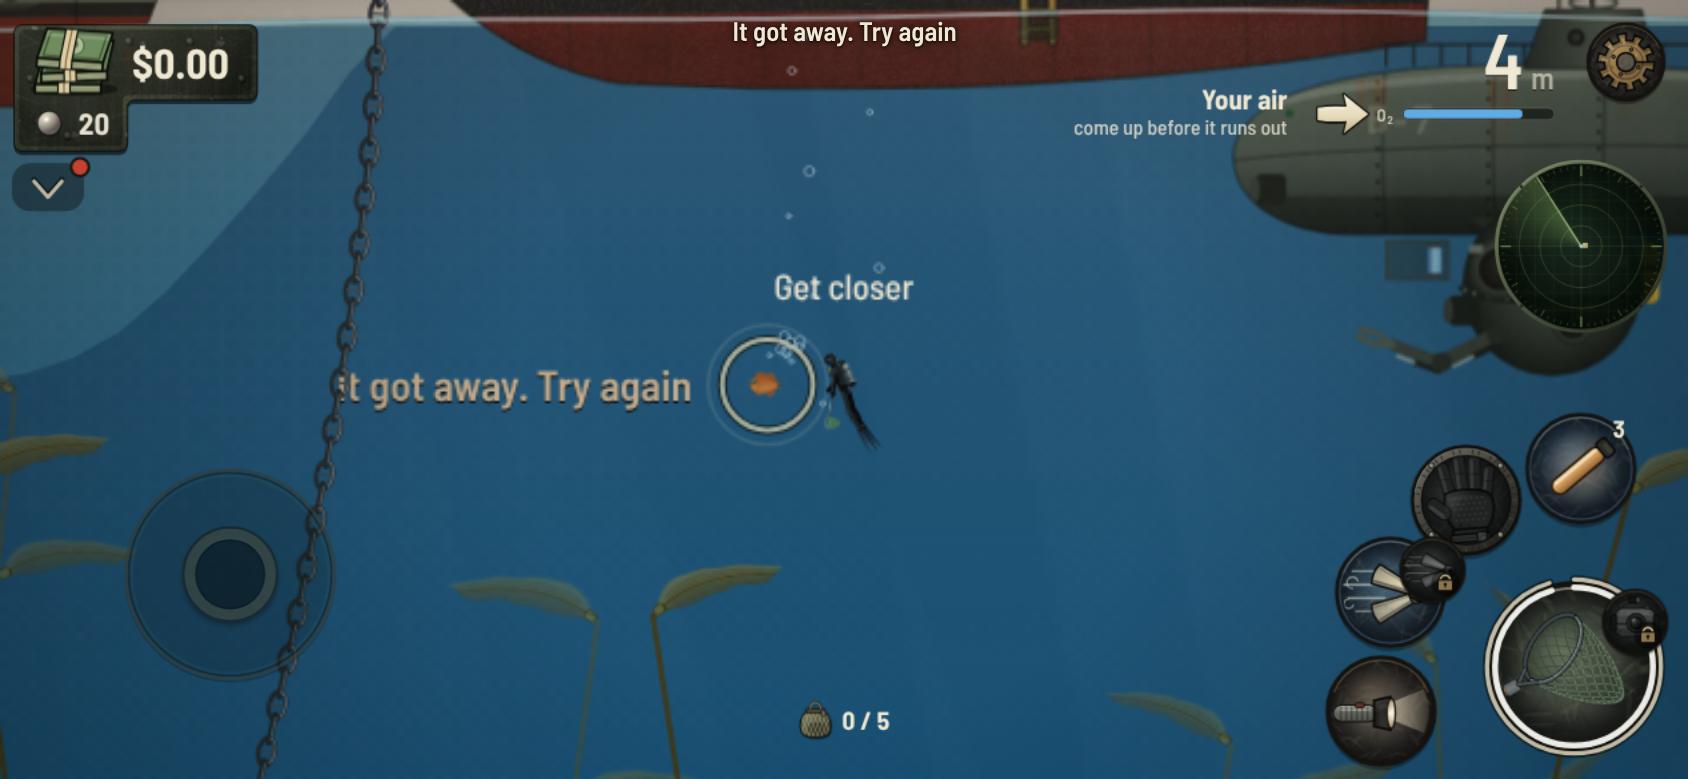 It got away. Try again
$0.00
20
4 m
Your air
come up before it runs out
O₂
Get closer
It got away. Try again
3
0 / 5